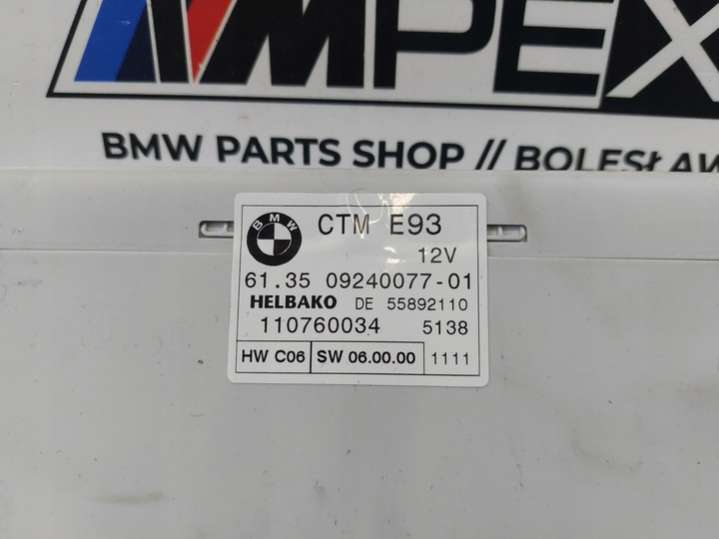 MPEX
BMW PARTS SHOP // BOLESŁAW
BMW
CTM E93
12V
61.35 09240077-01
HELBAKO DE 55892110
110760034 5138
HW C06 SW 06.00.00 1111